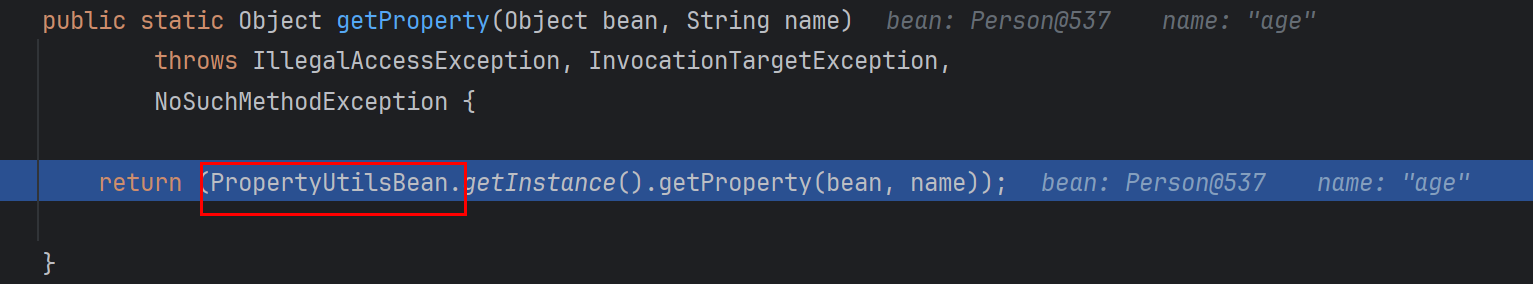 public static Object getProperty(Object bean, String name)   bean: Person@537    name: "age"
        throws IllegalAccessException, InvocationTargetException,
        NoSuchMethodException {
    return (PropertyUtilsBean.getInstance().getProperty(bean, name));   bean: Person@537    name: "age"
}